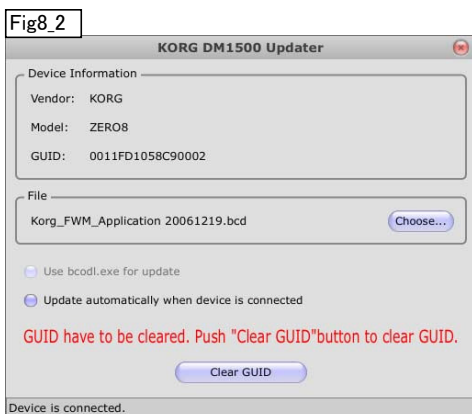 Fig8_2
KORG DM1500 Updater
Device Information
Vendor: KORG
Model: ZERO8
GUID: 0011FD1058C90002
File
Korg_FWM_Application 20061219.bcd
Choose...
Use bcodl.exe for update
Update automatically when device is connected
GUID have to be cleared. Push "Clear GUID"button to clear GUID.
Clear GUID
Device is connected.